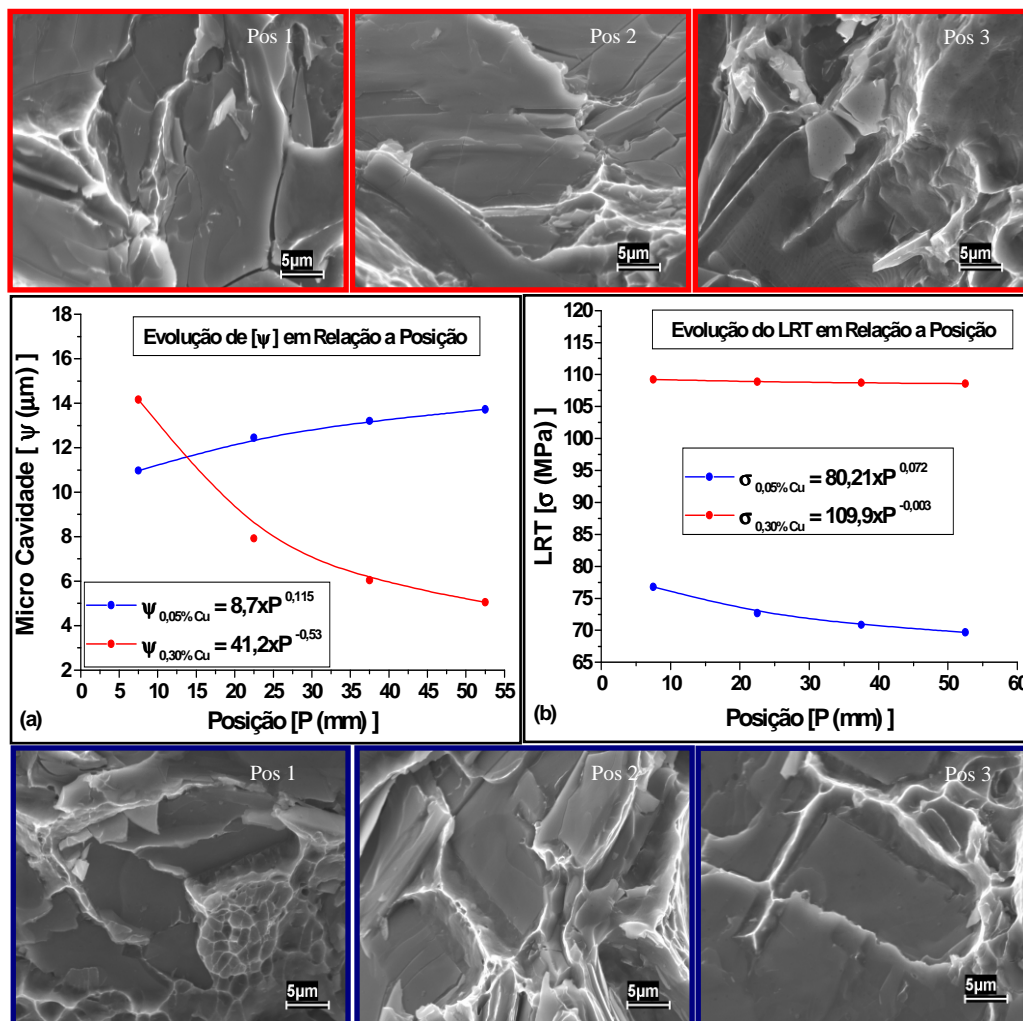 Pos 1
Pos 2
Pos 3
5µm
5µm
5µm
Evolução de [ψ] em Relação a Posição
Micro Cavidade [ ψ (µm) ]
18
16
14
12
10
8
6
4
2
ψ 0,05% Cu = 8,7xP^0,115
ψ 0,30% Cu = 41,2xP^-0,53
0 5 10 15 20 25 30 35 40 45 50 55
(a)
Posição [P (mm) ]
Evolução do LRT em Relação a Posição
LRT [σ (MPa) ]
120
115
110
105
100
95
90
85
80
75
70
65
σ 0,05% Cu = 80,21xP^0,072
σ 0,30% Cu = 109,9xP^-0,003
0 10 20 30 40 50 60
(b)
Posição [P (mm) ]
Pos 1
Pos 2
Pos 3
5µm
5µm
5µm